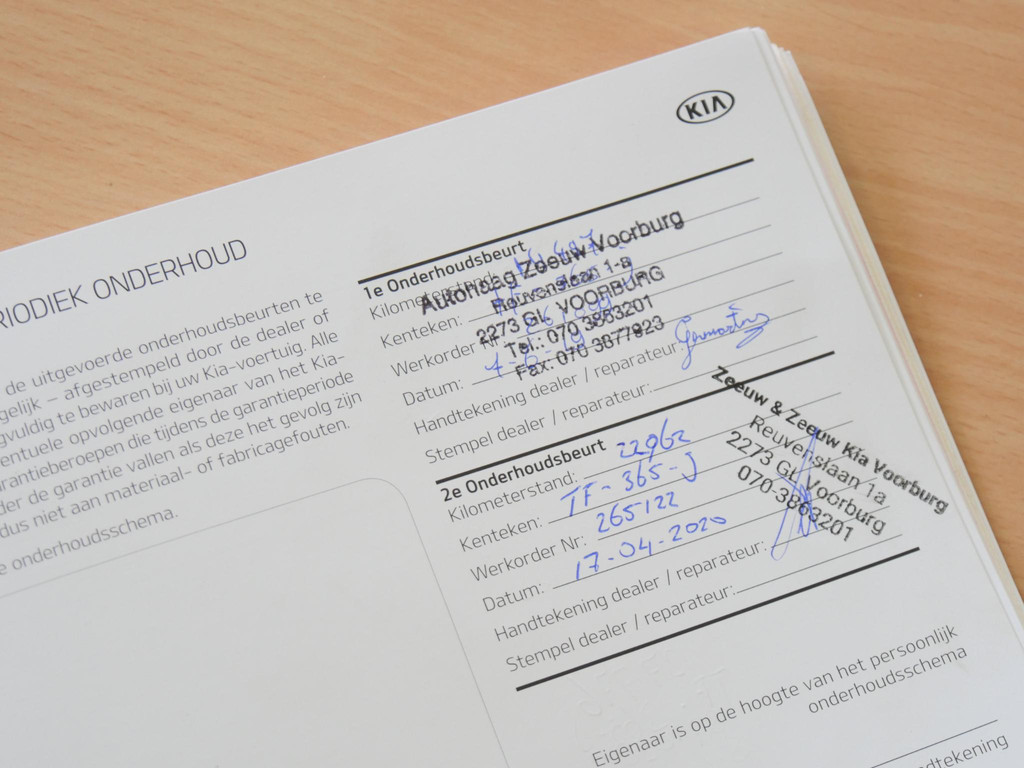 KIA
RIODIEK ONDERHOUD
de uitgevoerde onderhoudsbeurten te
gelijk – afgestempeld door de dealer of
gvuldig te bewaren bij uw Kia-voertuig. Alle
entuele opvolgende eigenaar van het Kia-
rantieberoepen die tijdens de garantieperiode
der de garantie vallen als deze het gevolg zijn
dus niet aan materiaal- of fabricagefouten.
e onderhoudsschema.
1e Onderhoudsbeurt
Kilometerstand:
Kenteken:
Werkorder
Datum:
Handtekening dealer / reparateur:
Stempel dealer / reparateur:
Zeeuw Voorburg
Reuvenslaan 1-a
2273 GL VOORBURG
Tel.: 070 3863201
Fax: 070 3877823
2e Onderhoudsbeurt
Kilometerstand: 22962
Kenteken: TF-365-J
Werkorder Nr: 265122
Datum: 17-04-2020
Handtekening dealer / reparateur:
Stempel dealer / reparateur:
Zeeuw & Zeeuw Kia Voorburg
Reuvenslaan 1a
2273 GL Voorburg
070-3863201
Eigenaar is op de hoogte van het persoonlijk
onderhoudsschema
dtekening